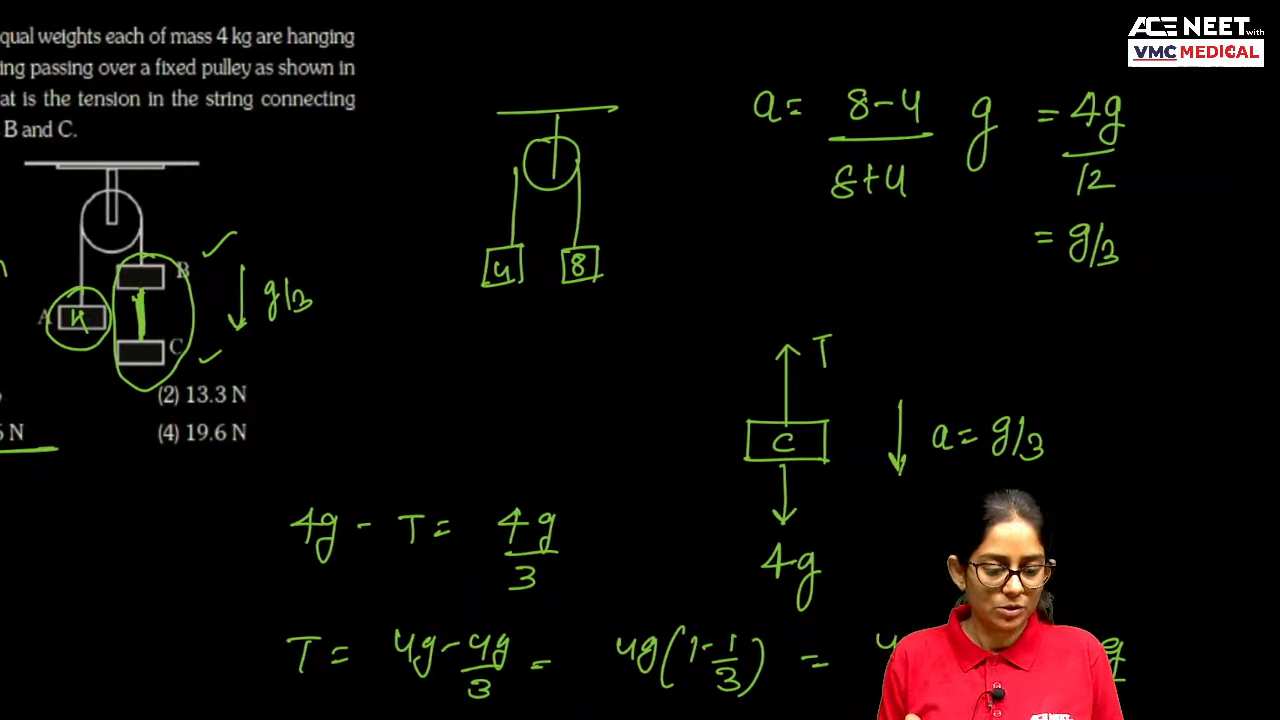 qual weights each of mass 4 kg are hanging
ing passing over a fixed pulley as shown in
at is the tension in the string connecting
B and C.
B
A
C
(2) 13.3 N
N
(4) 19.6 N
4
g/3
4
8
a = 8-4 / 8+4 g = 4g/12
= g/3
T
C
4g
a = g/3
4g - T = 4g/3
T = 4g - 4g/3 = 4g(1 - 1/3) =
ACE NEET with
VMC MEDICAL
ACE NEET